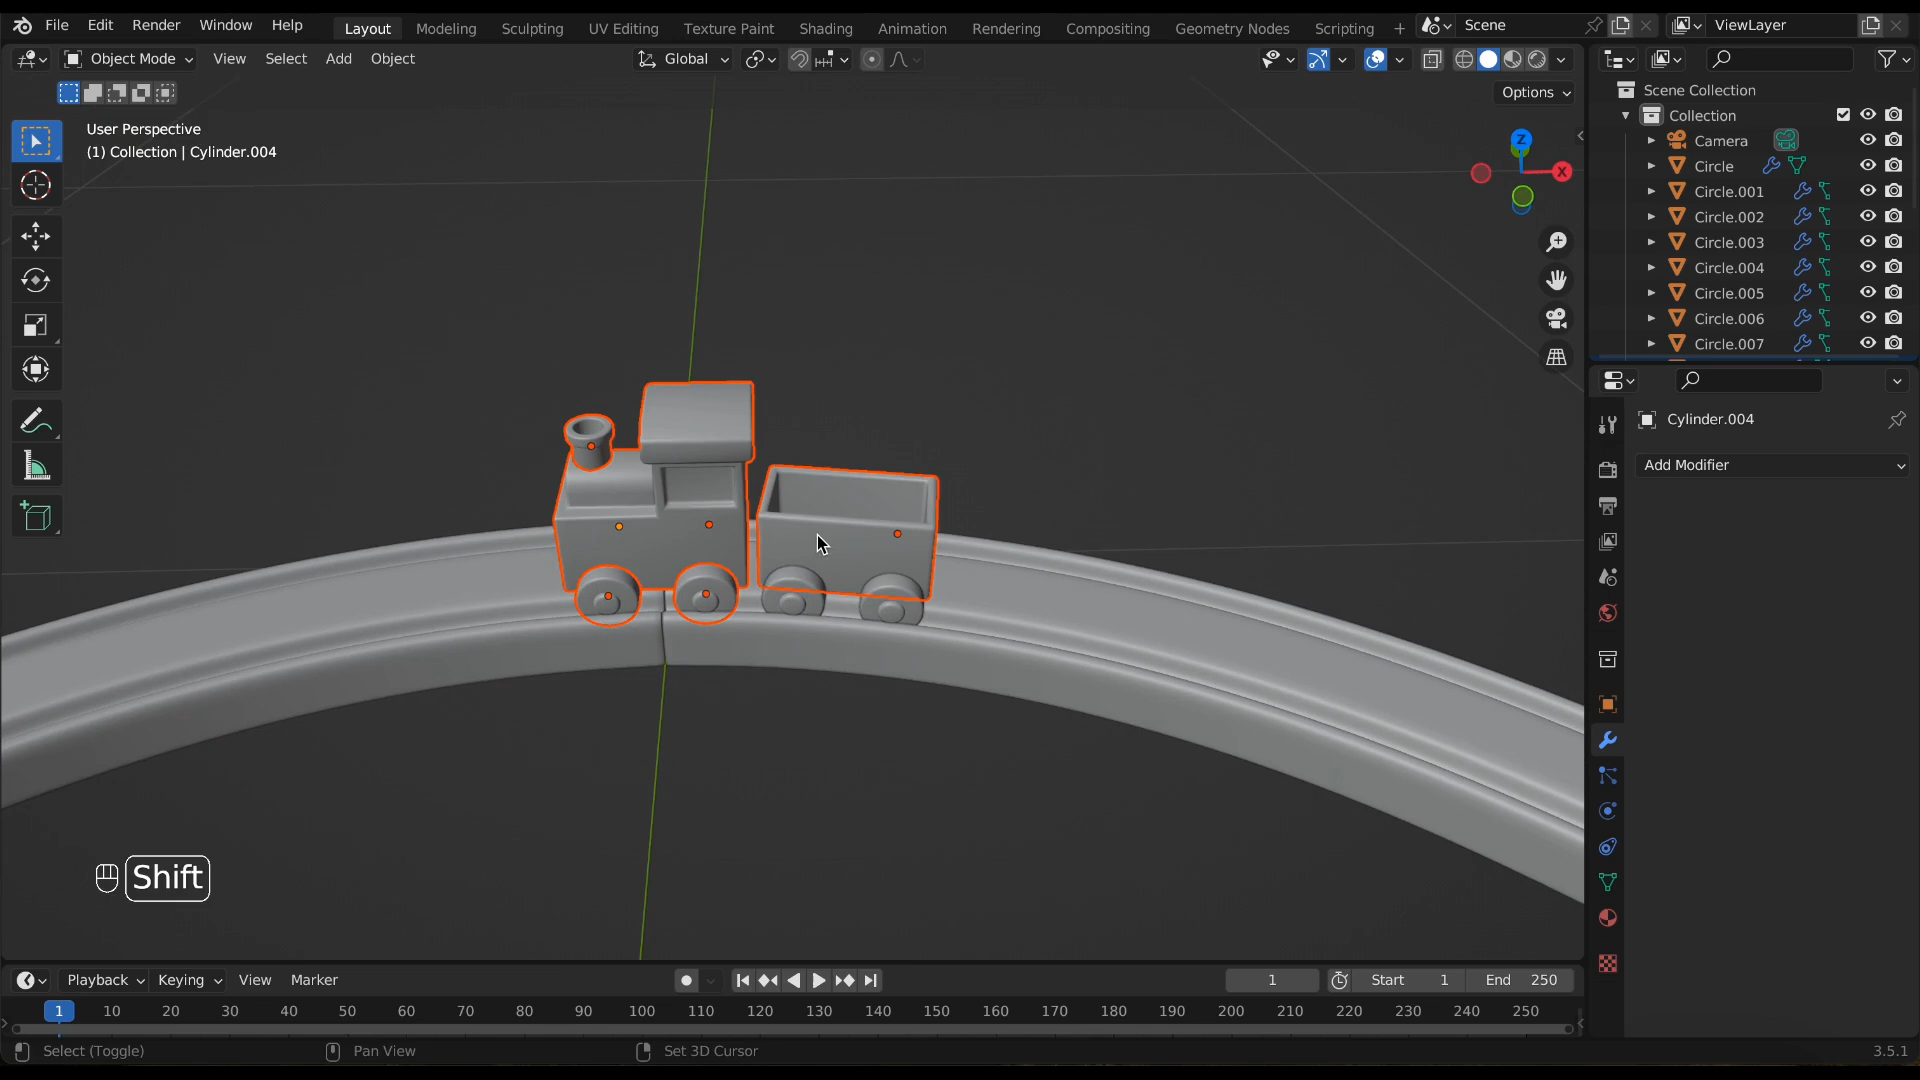 File Edit Render Window Help Layout Modeling Sculpting UV Editing Texture Paint Shading Animation Rendering Compositing Geometry Nodes Scripting + Scene ViewLayer
Object Mode View Select Add Object Global
Options
User Perspective
(1) Collection | Cylinder.004
Z
X
Scene Collection
Collection
Camera
Circle
Circle.001
Circle.002
Circle.003
Circle.004
Circle.005
Circle.006
Circle.007
Cylinder.004
Add Modifier
Shift
Playback Keying View Marker 1 Start 1 End 250
1 10 20 30 40 50 60 70 80 90 100 110 120 130 140 150 160 170 180 190 200 210 220 230 240 250
Select (Toggle) Pan View Set 3D Cursor 3.5.1